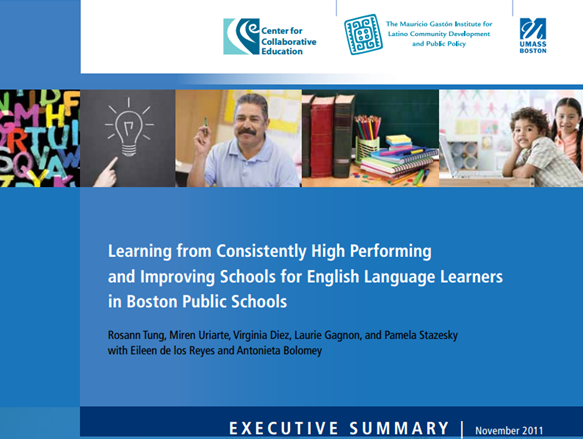 Center for
Collaborative
Education
The Mauricio Gastón Institute for
Latino Community Development
and Public Policy
UMASS
BOSTON
Learning from Consistently High Performing
and Improving Schools for English Language Learners
in Boston Public Schools
Rosann Tung, Miren Uriarte, Virginia Diez, Laurie Gagnon, and Pamela Stazesky
with Eileen de los Reyes and Antonieta Bolomey
EXECUTIVE SUMMARY | November 2011